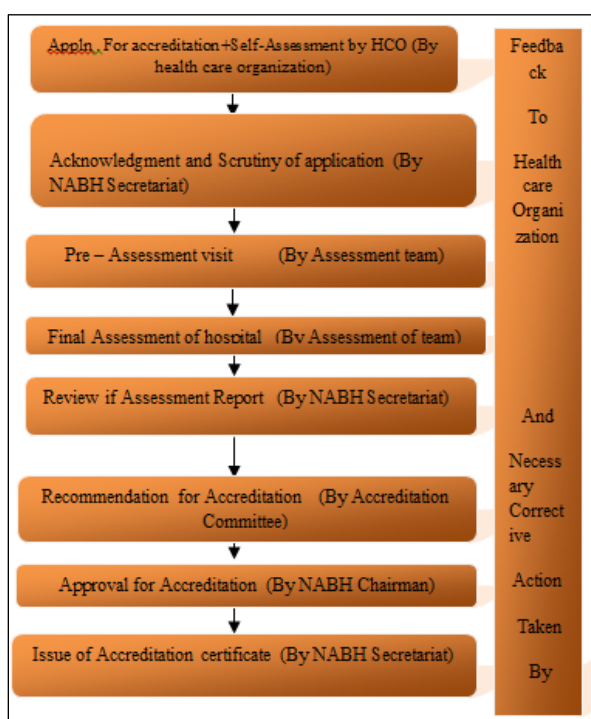 Appln. For accreditation+Self-Assessment by HCO (By
health care organization)
Acknowledgment and Scrutiny of application (By
NABH Secretariat)
Pre – Assessment visit (By Assessment team)
Final Assessment of hospital (By Assessment of team)
Review if Assessment Report (By NABH Secretariat)
Recommendation for Accreditation (By Accreditation
Committee)
Approval for Accreditation (By NABH Chairman)
Issue of Accreditation certificate (By NABH Secretariat)
Feedba
ck
To
Health
care
Organi
zation
And
Necess
ary
Correct
ive
Action
Taken
By